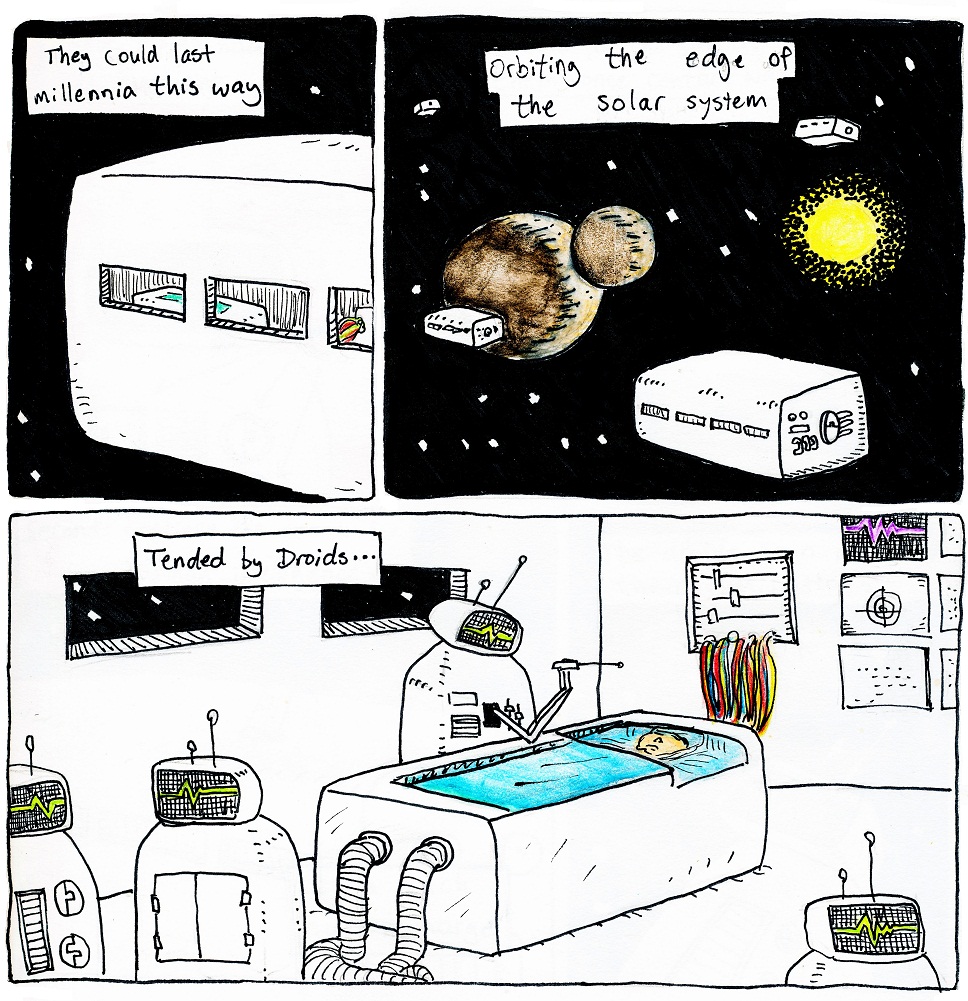 They could last
millennia this way
Orbiting the edge of
the solar system
Tended by Droids...